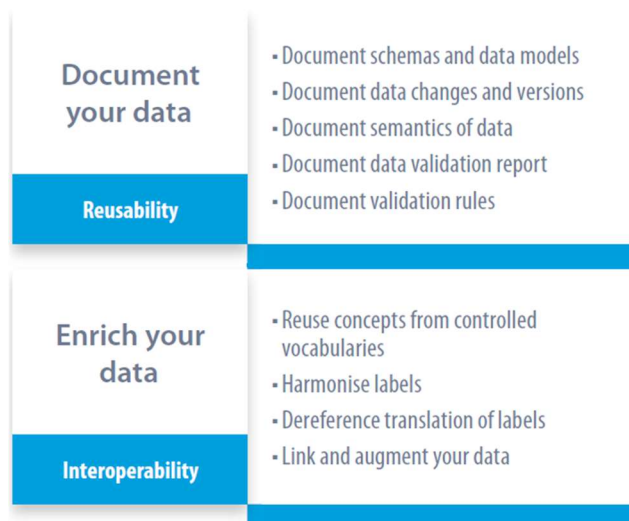 Document
your data
Reusability
▪ Document schemas and data models
▪ Document data changes and versions
▪ Document semantics of data
▪ Document data validation report
▪ Document validation rules
Enrich your
data
Interoperability
▪ Reuse concepts from controlled
vocabularies
▪ Harmonise labels
▪ Dereference translation of labels
▪ Link and augment your data